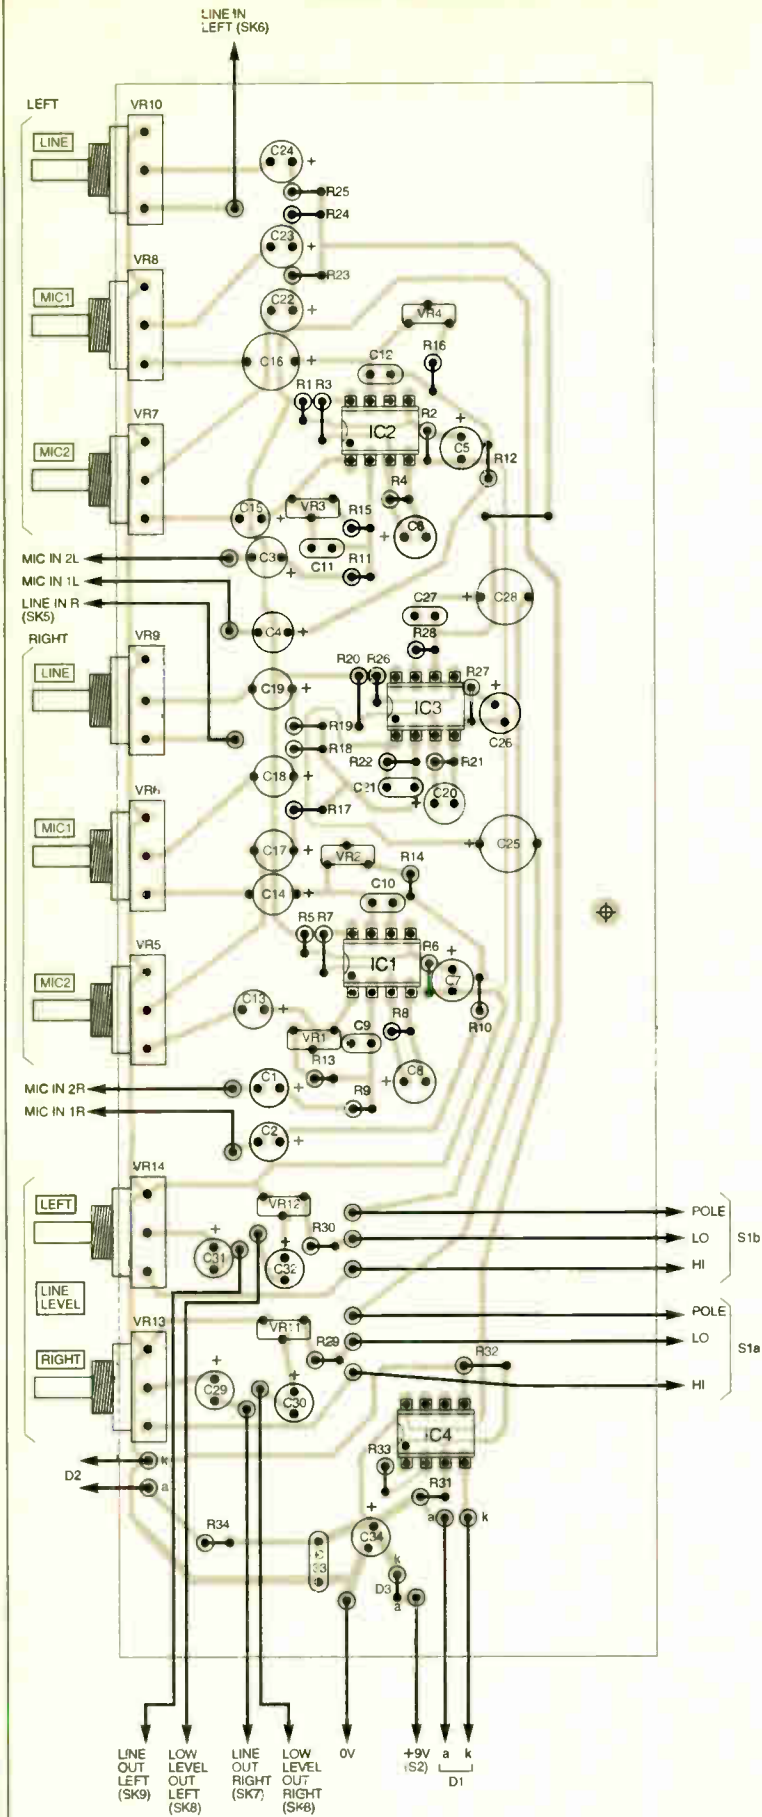 LINE IN
LEFT (SK6)
LEFT
VR10
LINE
C24
R25
R24
C23
R23
VR8
MIC1
C22
VR4
C16
C12
R16
R1 R3
R2
IC2
C5
R12
VR7
MIC2
R4
C15
VR3
R15
C6
C11
C3
R11
MIC IN 2L
MIC IN 1L
LINE IN R
(SK5)
C27
C28
C4
R28
RIGHT
VR9
LINE
R20 R26
R27
C19
IC3
C26
R19
R18
R22
R21
C18
C21
C20
VR6
MIC1
R17
C17
VR2
C25
R14
C14
C10
R5 R7
R6
IC1
C7
VR5
MIC2
C13
R8
R10
VR1
C9
R13
C8
C1
R9
MIC IN 2R
MIC IN 1R
C2
VR14
LEFT
VR12
POLE
R30
LO
S1b
C31
C32
HI
LINE
LEVEL
POLE
VR13
VR11
LO
S1a
RIGHT
R29
R32
HI
C29
C30
IC4
k
D2
a
R33
R31
a
k
R34
C34
C
33
k
D3
a
LINE
OUT
LEFT
(SK9)
LOW
LEVEL
OUT
LEFT
(SK8)
LINE
OUT
RIGHT
(SK7)
LOW
LEVEL
OUT
RIGHT
(SK8)
0V
+9V
(S2)
a k
D1